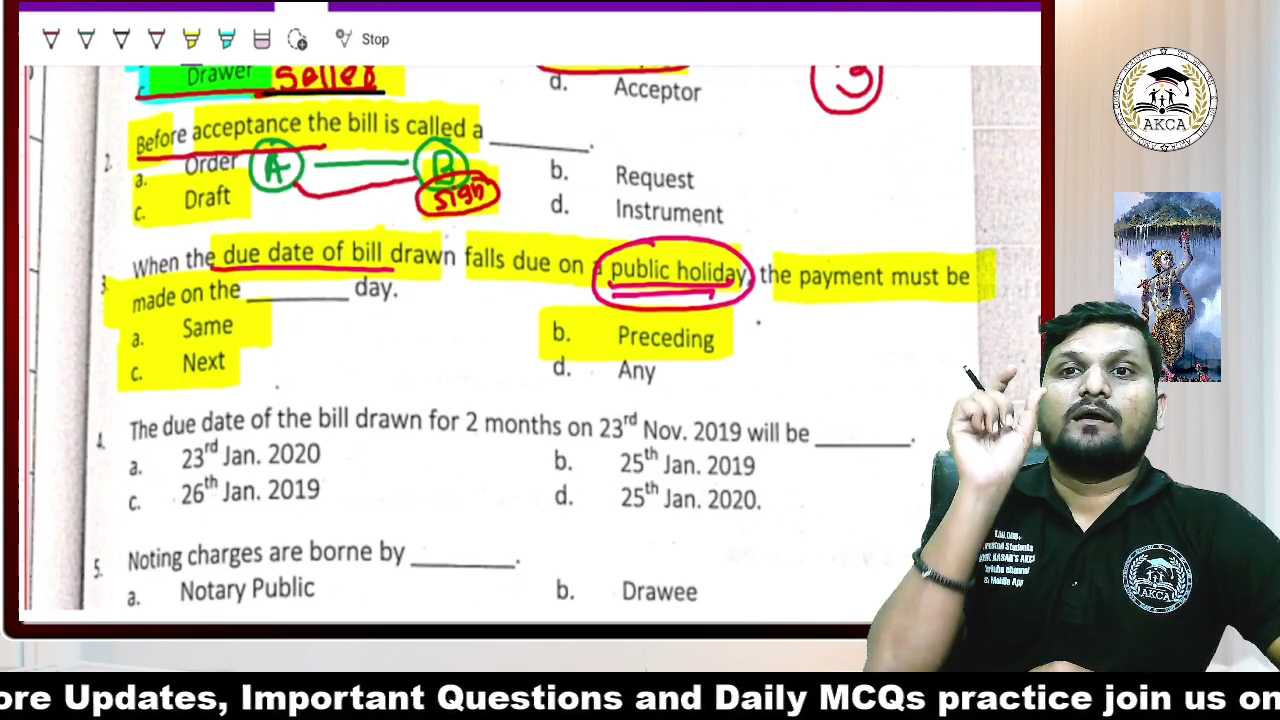 Stop
c. Drawer Seller
d. Acceptor
3
2. Before acceptance the bill is called a ________.
a. Order A B
b. Request
c. Draft sign
d. Instrument
3. When the due date of bill drawn falls due on a public holiday, the payment must be
made on the ________ day.
a. Same
b. Preceding
c. Next
d. Any
4. The due date of the bill drawn for 2 months on 23rd Nov. 2019 will be ________.
a. 23rd Jan. 2020
b. 25th Jan. 2019
c. 26th Jan. 2019
d. 25th Jan. 2020.
5. Noting charges are borne by ________.
a. Notary Public
b. Drawee
AKCA
AKCA
ore Updates, Important Questions and Daily MCQs practice join us on